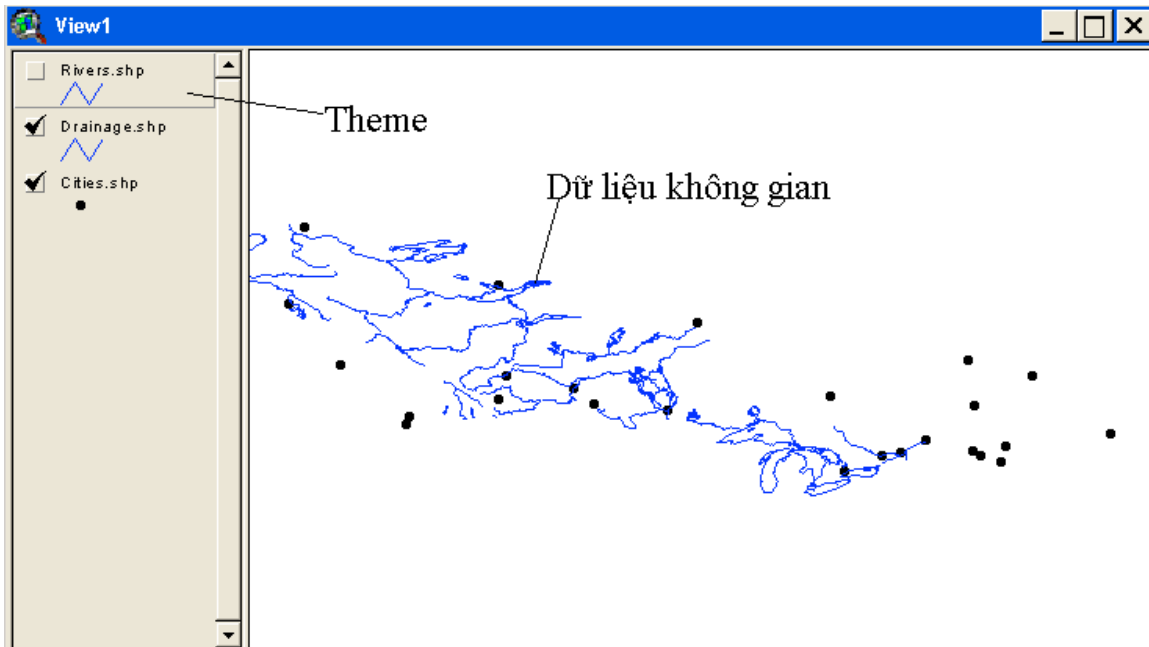 View1
Rivers.shp
Theme
Drainage.shp
Cities.shp
Dữ liệu không gian